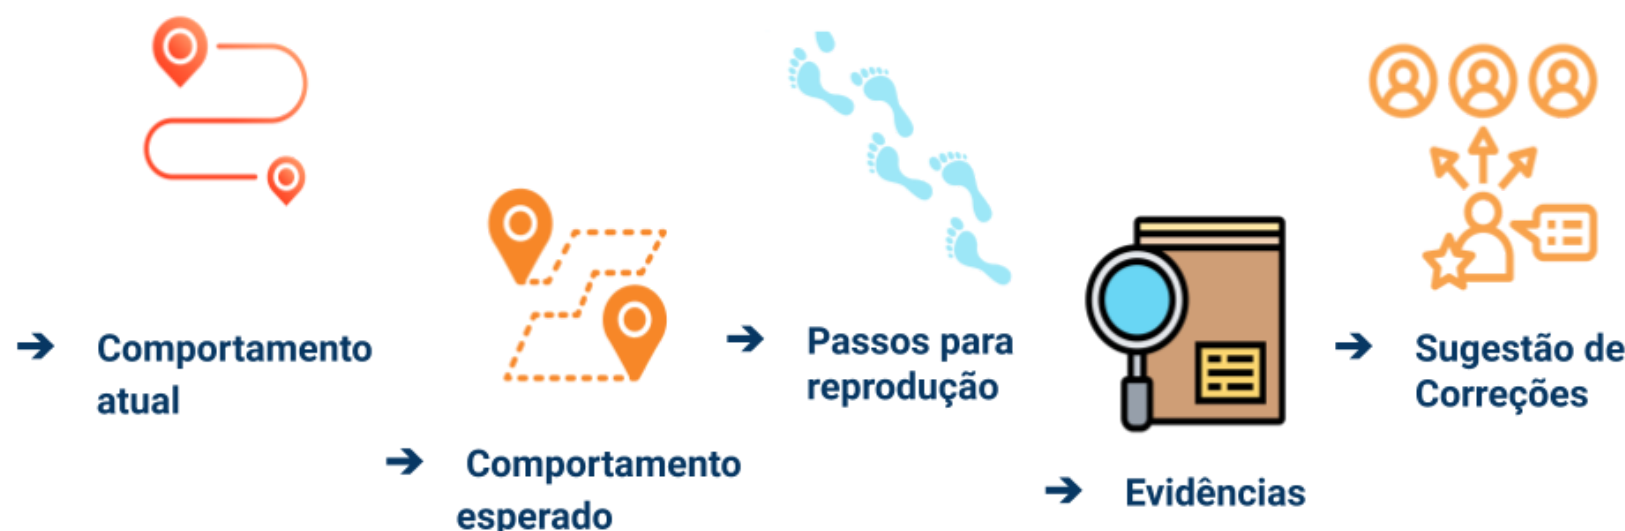 ➔ Comportamento
atual
➔ Comportamento
esperado
➔ Passos para
reprodução
➔ Evidências
➔ Sugestão de
Correções